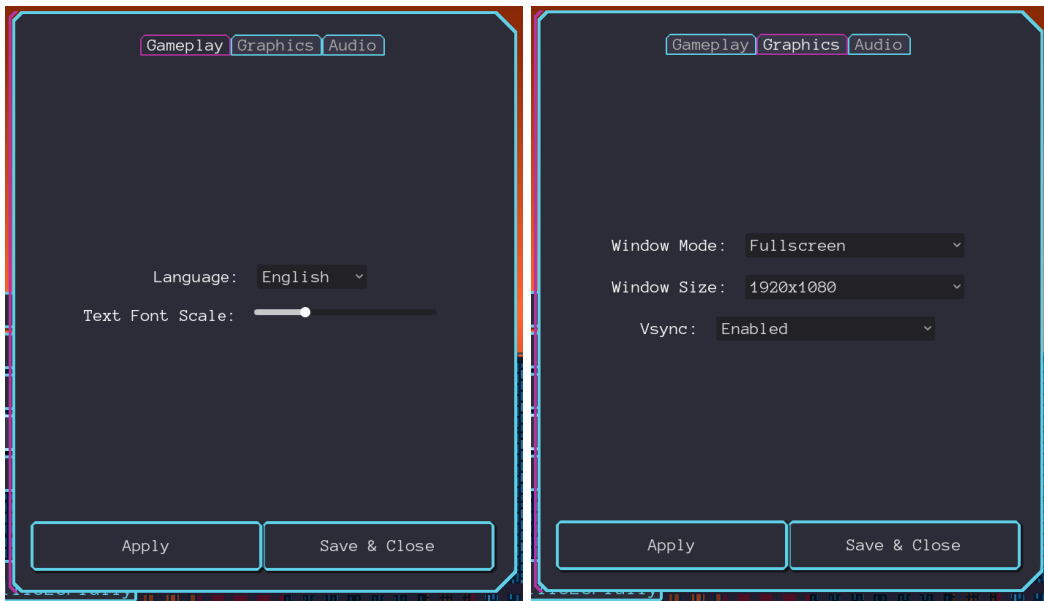 Gameplay Graphics Audio
Language: English
Text Font Scale:
Apply Save & Close
Gameplay Graphics Audio
Window Mode: Fullscreen
Window Size: 1920x1080
Vsync: Enabled
Apply Save & Close